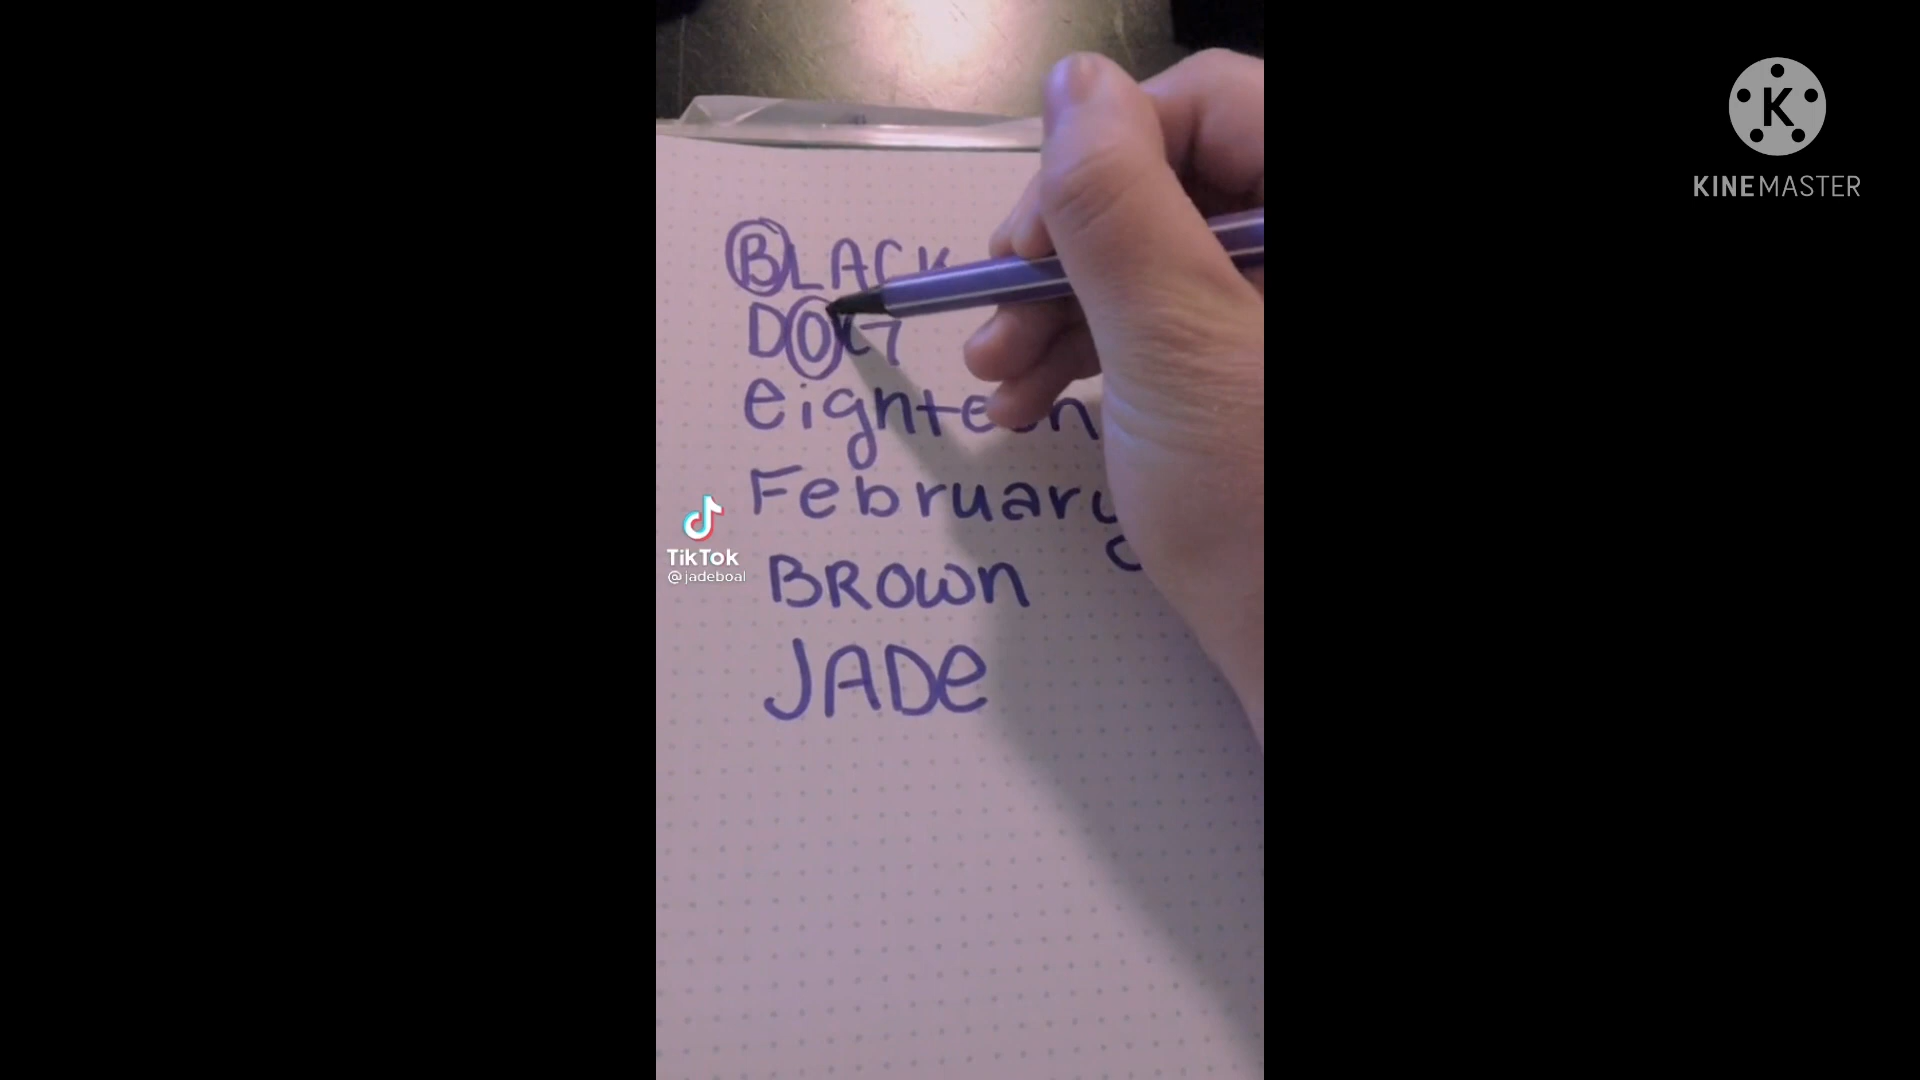 BLACK
eighteen
February
BROWN
JADe
TikTok
@jadeboal
KINEMASTER